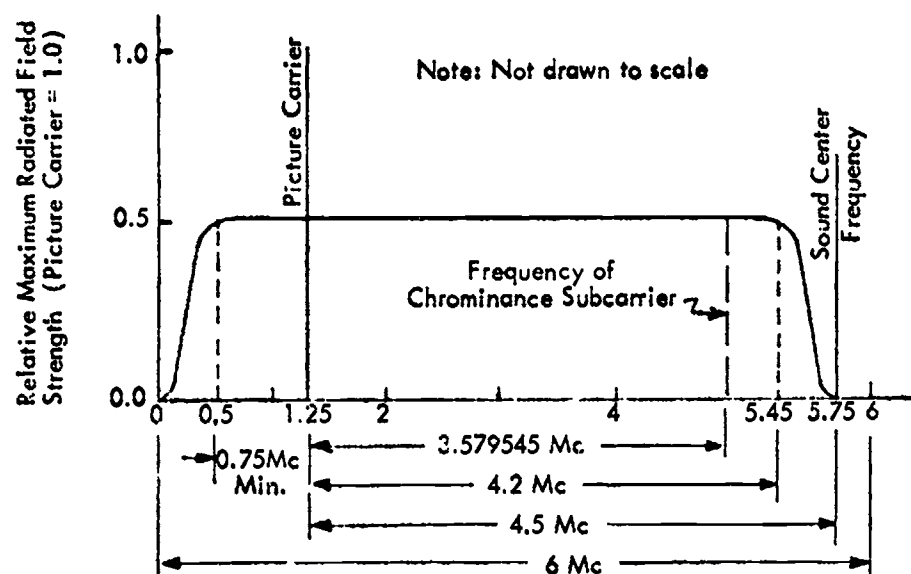 Relative Maximum Radiated Field
Strength (Picture Carrier = 1.0)
1.0
0.5
0.0
Picture Carrier
Note: Not drawn to scale
Sound Center
Frequency
Frequency of
Chrominance Subcarrier
0
0.5
1.25
2
4
5.45
5.75
6
0.75Mc
Min.
3.579545 Mc
4.2 Mc
4.5 Mc
6 Mc